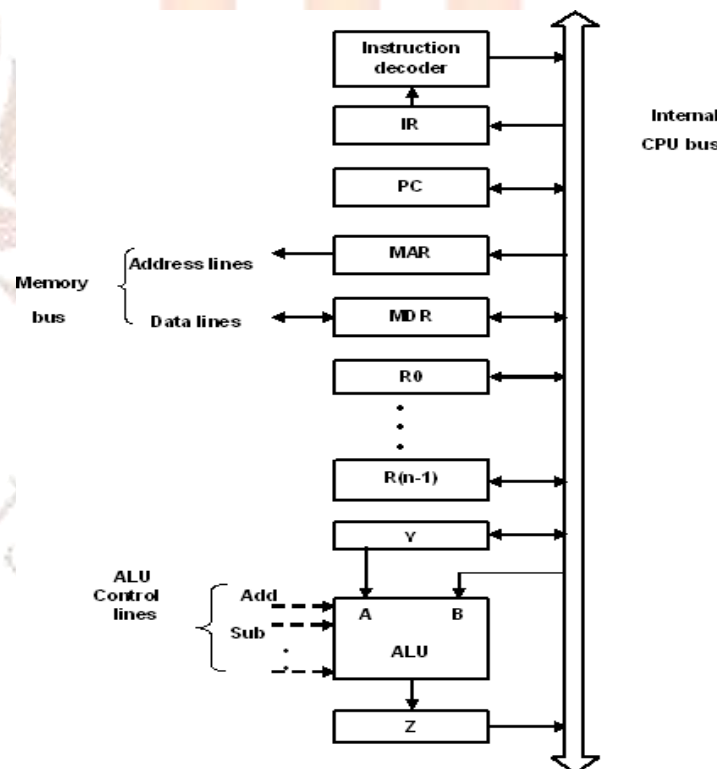 Instruction
decoder
IR
Internal
CPU bus
PC
MAR
Address lines
Memory
bus
MDR
Data lines
R0
R(n-1)
Y
ALU
Control
lines
Add
Sub
A
B
ALU
Z